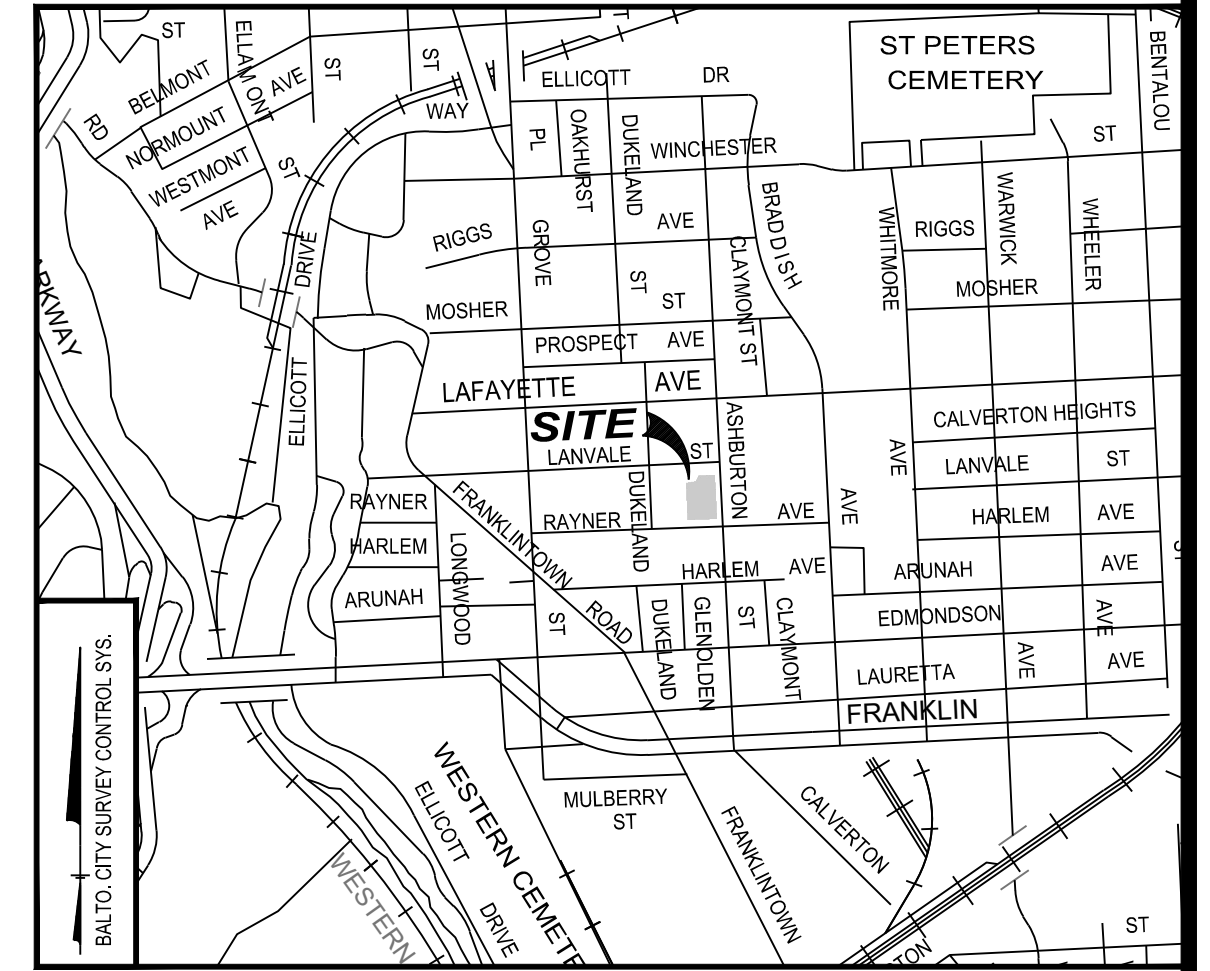 ST
ELLAMONT
ST
ST
BELMONT
AVE
RD
NORMOUNT
WESTMONT
ST
AVE
WAY
ELLICOTT
DR
ST PETERS
CEMETERY
BENTALOU
PL
OAKHURST
DUKELAND
WINCHESTER
ST
BRADDISH
WHITMORE
WARWICK
WHEELER
RIGGS
AVE
RIGGS
GROVE
CLAYMONT ST
DRIVE
ST
MOSHER
ST
MOSHER
PROSPECT
AVE
ELLICOTT
LAFAYETTE
AVE
SITE
ASHBURTON
CALVERTON HEIGHTS
LANVALE
ST
AVE
LANVALE
ST
RAYNER
FRANKLINTOWN
ROAD
DUKELAND
RAYNER
AVE
AVE
HARLEM
AVE
HARLEM
LONGWOOD
HARLEM
AVE
ARUNAH
AVE
ARUNAH
ST
DUKELAND
GLENOLDEN
ST
CLAYMONT
EDMONDSON
AVE
AVE
LAURETTA
AVE
FRANKLIN
MULBERRY
ST
WESTERN
ELLICOTT
DRIVE
WESTERN
FRANKLINTOWN
CALVERTON
ST
BALTO. CITY SURVEY CONTROL SYS.